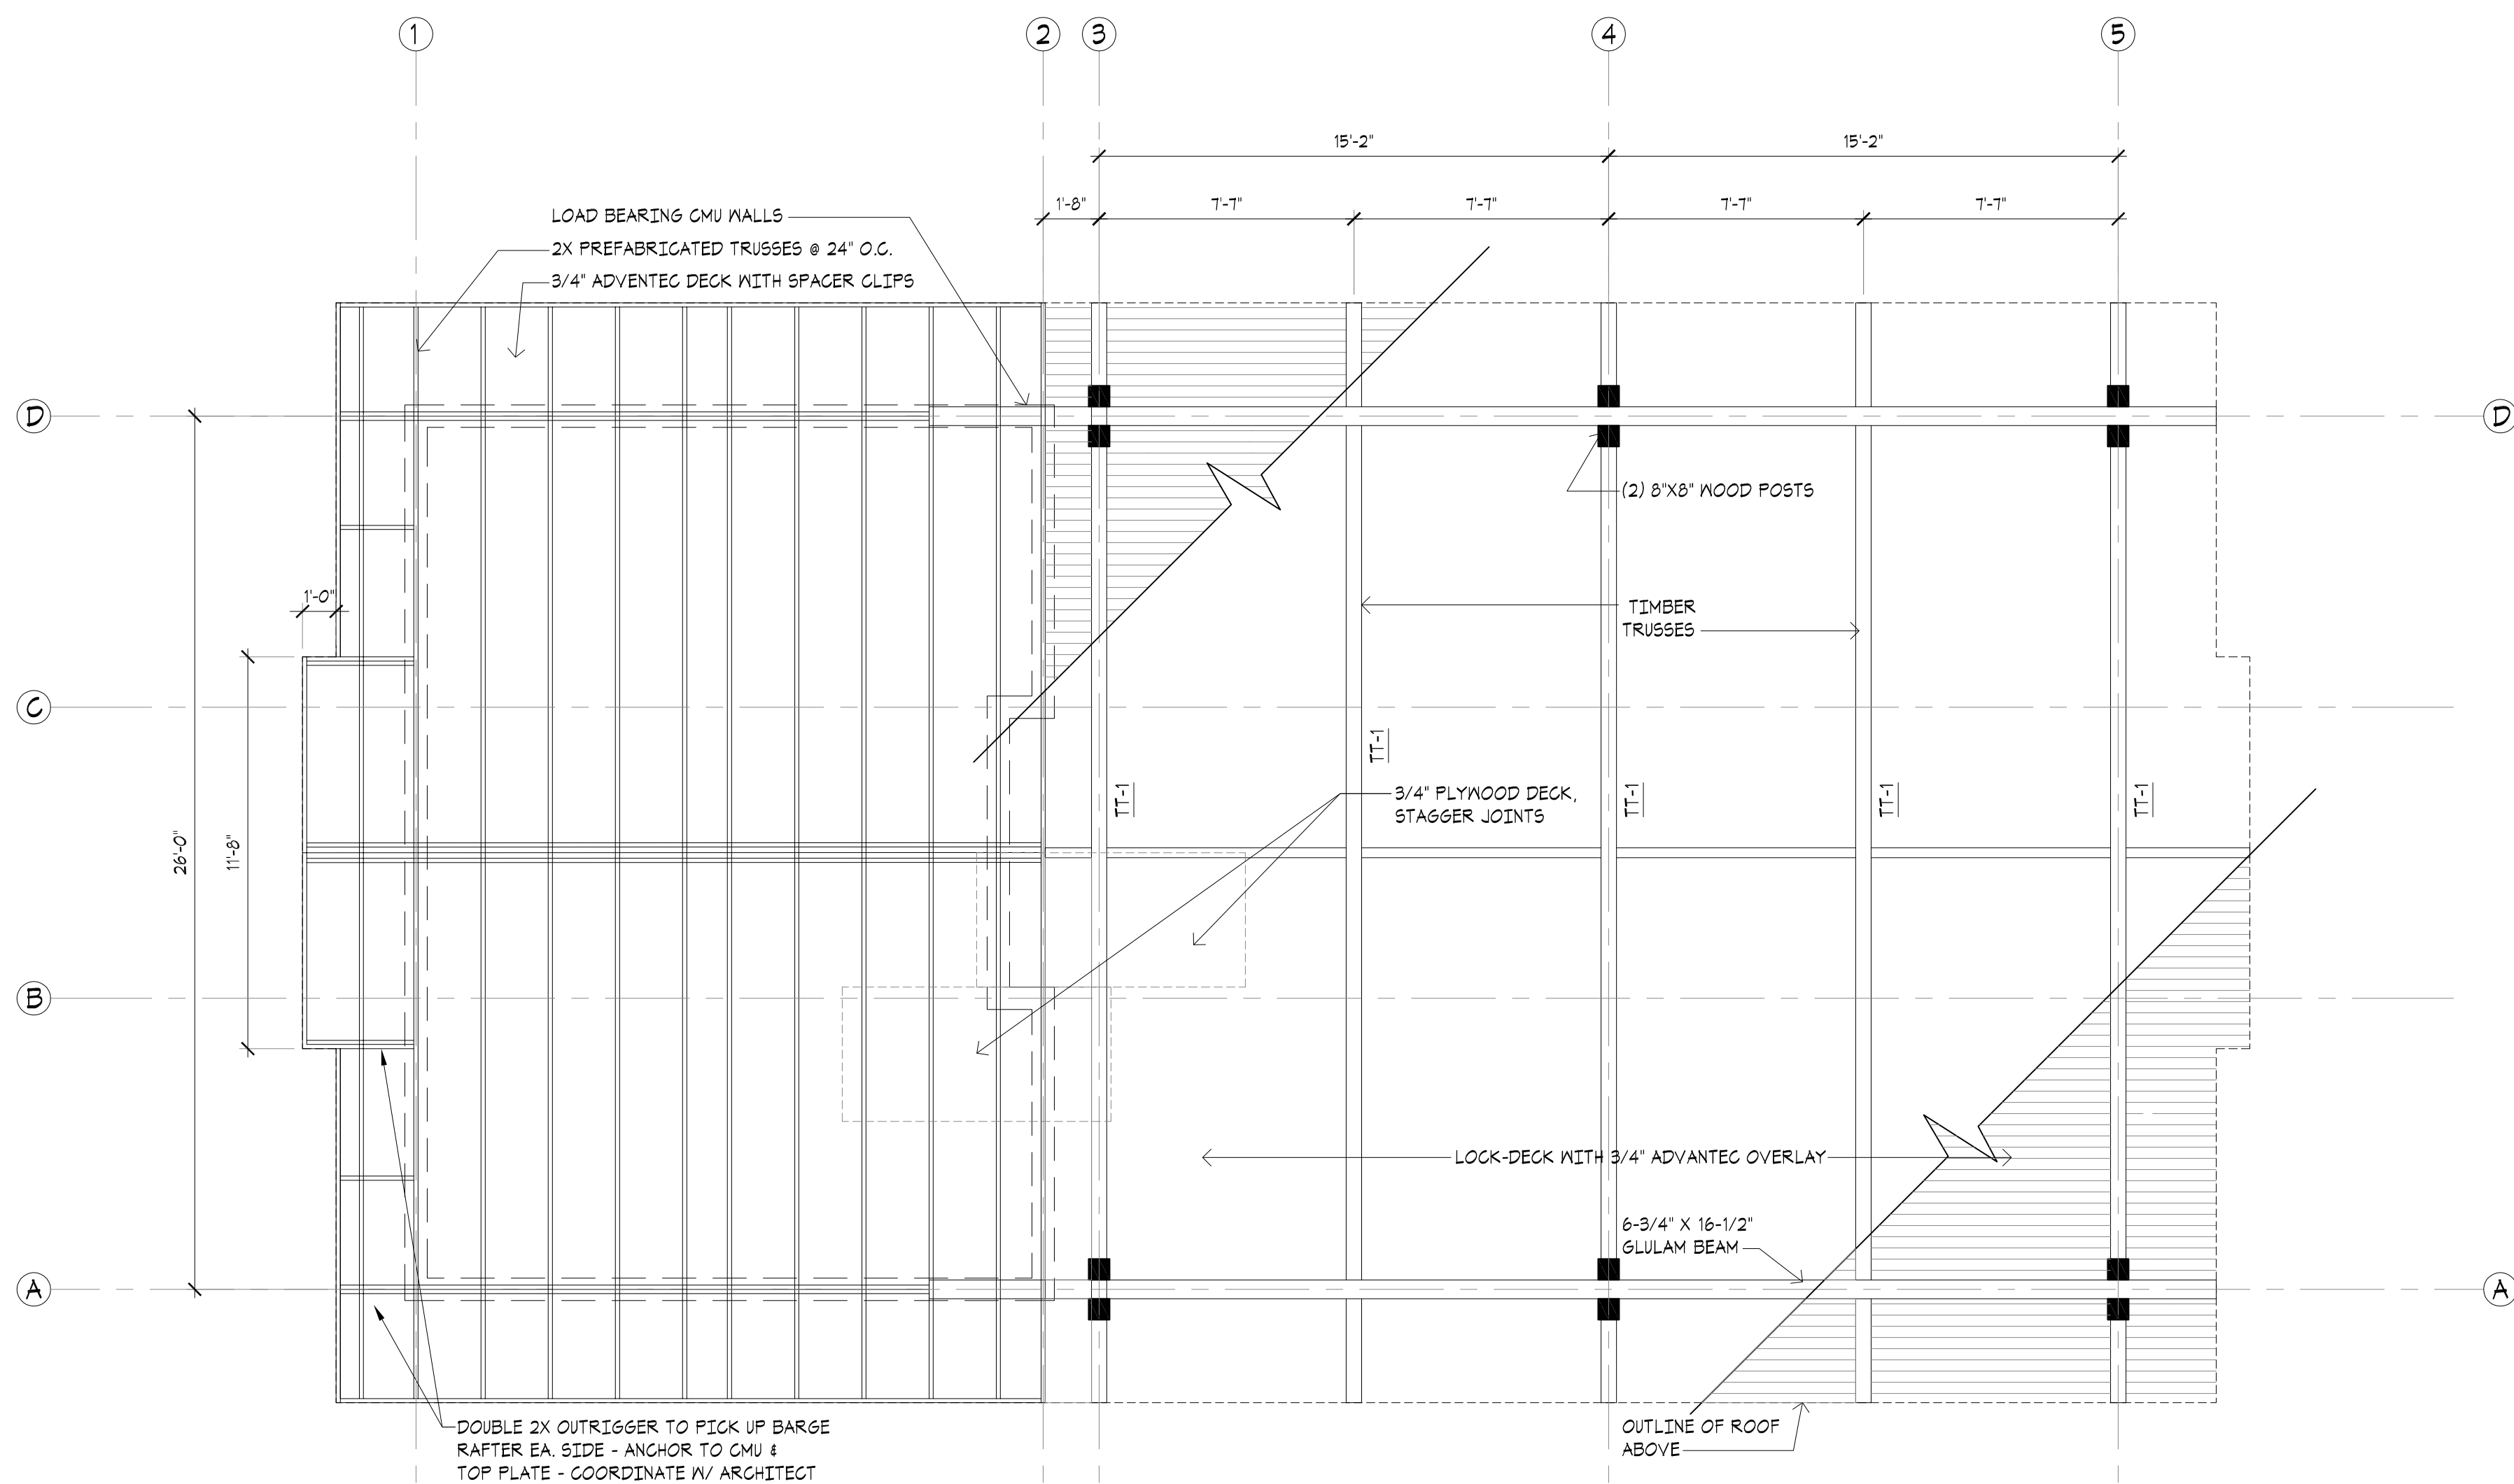 1
2
3
4
5
15'-2"
15'-2"
1'-8"
7'-7"
7'-7"
7'-7"
7'-7"
LOAD BEARING CMU WALLS
2X PREFABRICATED TRUSSES @ 24" O.C.
3/4" ADVENTEC DECK WITH SPACER CLIPS
D
D
(2) 8"X8" WOOD POSTS
1'-0"
TIMBER
TRUSSES
C
TT-1
TT-1
TT-1
TT-1
TT-1
3/4" PLYWOOD DECK,
STAGGER JOINTS
26'-0"
11'-8"
B
LOCK-DECK WITH 3/4" ADVANTEC OVERLAY
6-3/4" X 16-1/2"
GLULAM BEAM
A
A
DOUBLE 2X OUTRIGGER TO PICK UP BARGE
RAFTER EA. SIDE - ANCHOR TO CMU &
TOP PLATE - COORDINATE W/ ARCHITECT
OUTLINE OF ROOF
ABOVE